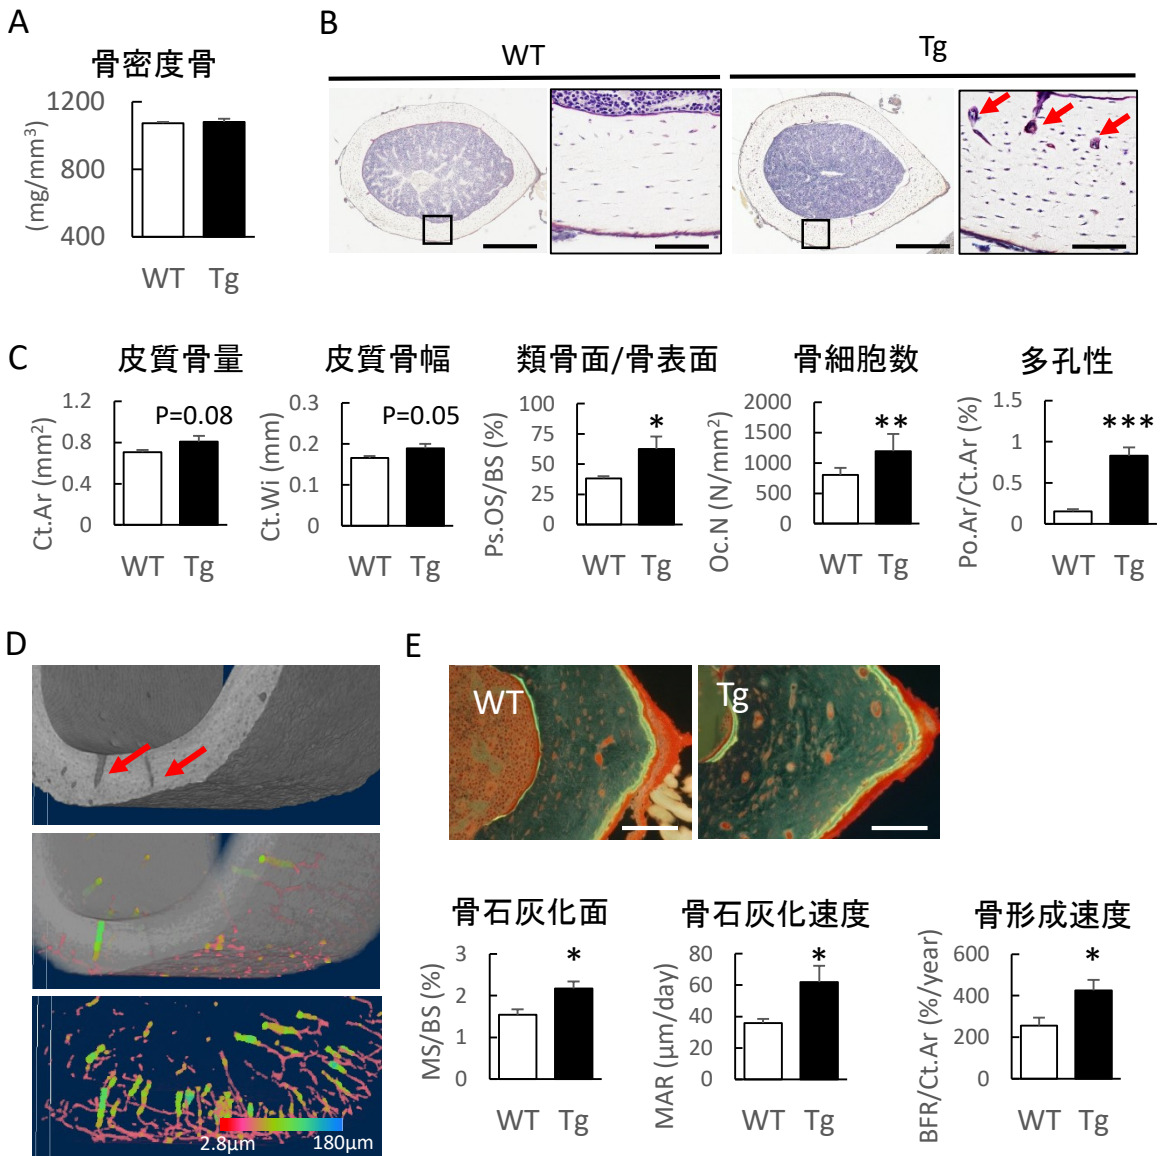 A
骨密度骨
(mg/mm³)
1200
800
400
WT
Tg
B
WT
Tg
C
皮質骨量
Ct.Ar (mm²)
1.2
0.8
0.4
0
P=0.08
WT
Tg
皮質骨幅
Ct.Wi (mm)
0.3
0.2
0.1
0
P=0.05
WT
Tg
類骨面/骨表面
Ps.OS/BS (%)
100
75
50
25
0
*
WT
Tg
骨細胞数
Oc.N (N/mm²)
2000
1500
1000
500
0
**
WT
Tg
多孔性
Po.Ar/Ct.Ar (%)
1.5
1
0.5
0
***
WT
Tg
D
2.8μm
180μm
E
WT
Tg
骨石灰化面
MS/BS (%)
3
2
1
0
*
WT
Tg
骨石灰化速度
MAR (μm/day)
80
60
40
20
0
*
WT
Tg
骨形成速度
BFR/Ct.Ar (%/year)
600
400
200
0
*
WT
Tg